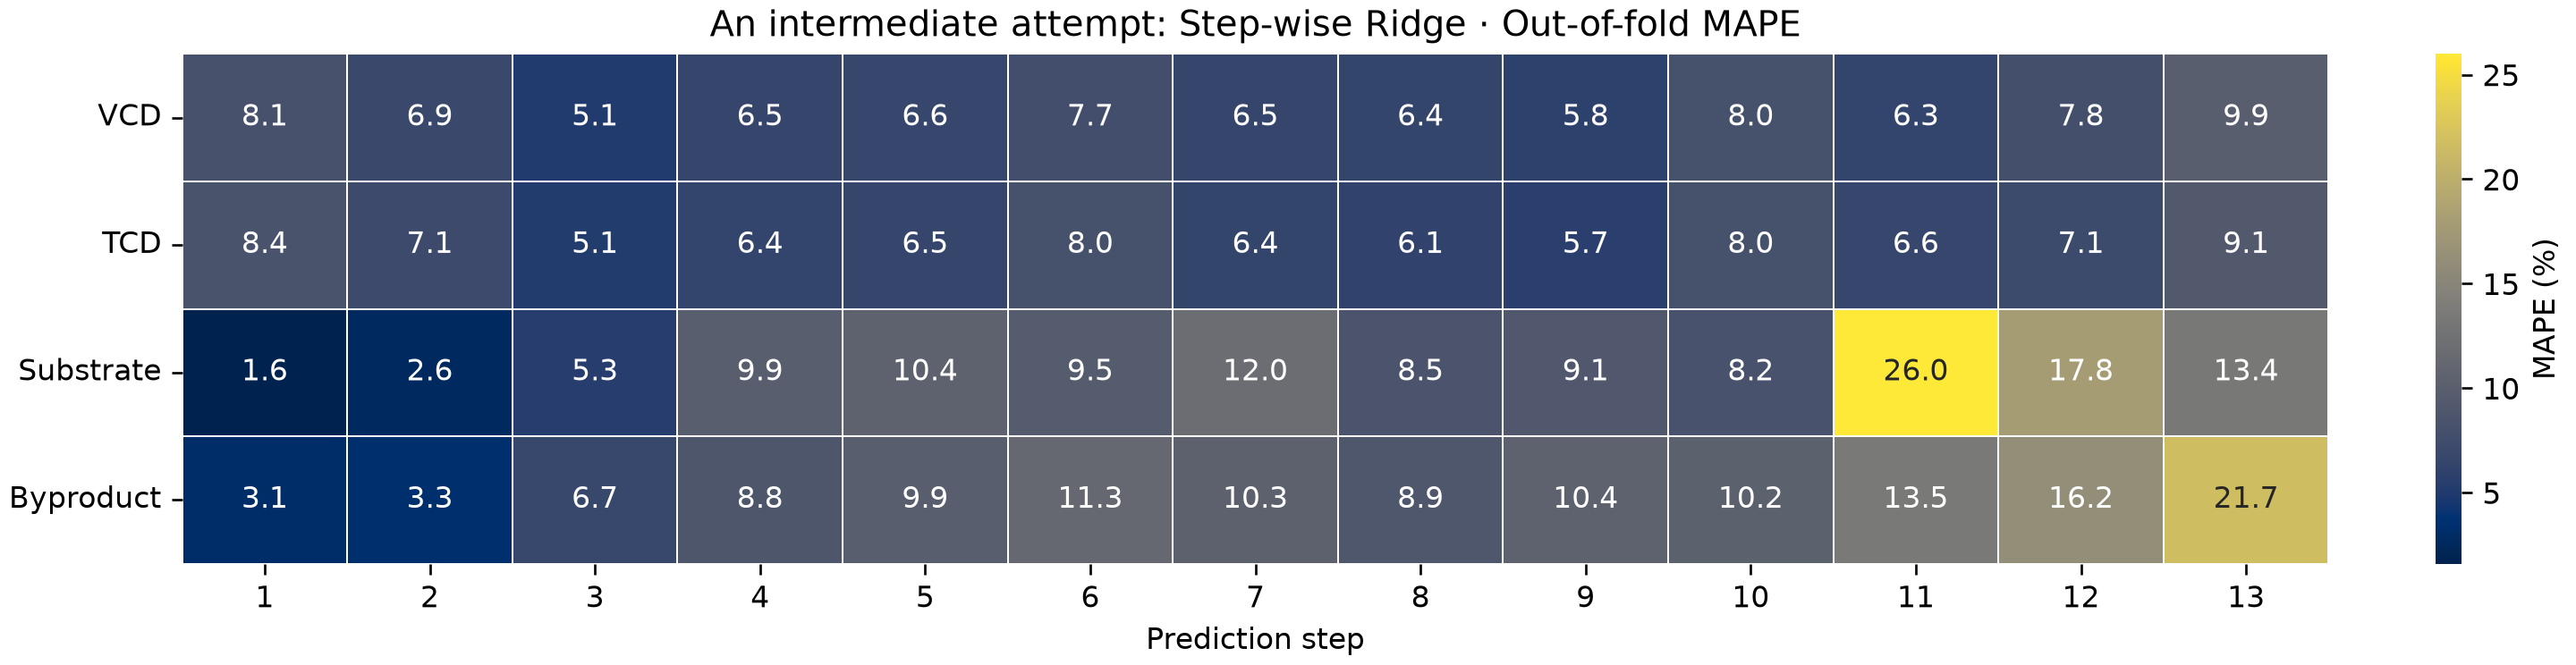 An intermediate attempt: Step-wise Ridge · Out-of-fold MAPE
VCD 8.1 6.9 5.1 6.5 6.6 7.7 6.5 6.4 5.8 8.0 6.3 7.8 9.9
TCD 8.4 7.1 5.1 6.4 6.5 8.0 6.4 6.1 5.7 8.0 6.6 7.1 9.1
Substrate 1.6 2.6 5.3 9.9 10.4 9.5 12.0 8.5 9.1 8.2 26.0 17.8 13.4
Byproduct 3.1 3.3 6.7 8.8 9.9 11.3 10.3 8.9 10.4 10.2 13.5 16.2 21.7
1 2 3 4 5 6 7 8 9 10 11 12 13
Prediction step
25
20
15
10
5
MAPE (%)